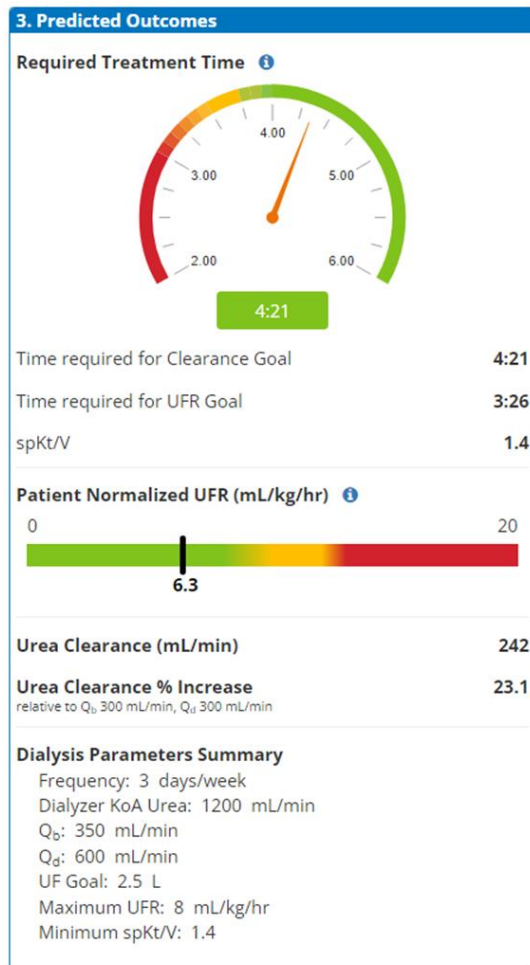 3. Predicted Outcomes
Required Treatment Time
4.00
3.00
5.00
2.00
6.00
4:21
Time required for Clearance Goal 4:21
Time required for UFR Goal 3:26
spKt/V 1.4
Patient Normalized UFR (mL/kg/hr)
0 20
6.3
Urea Clearance (mL/min) 242
Urea Clearance % Increase 23.1
relative to Qb 300 mL/min, Qd 300 mL/min
Dialysis Parameters Summary
Frequency: 3 days/week
Dialyzer KoA Urea: 1200 mL/min
Qb: 350 mL/min
Qd: 600 mL/min
UF Goal: 2.5 L
Maximum UFR: 8 mL/kg/hr
Minimum spKt/V: 1.4